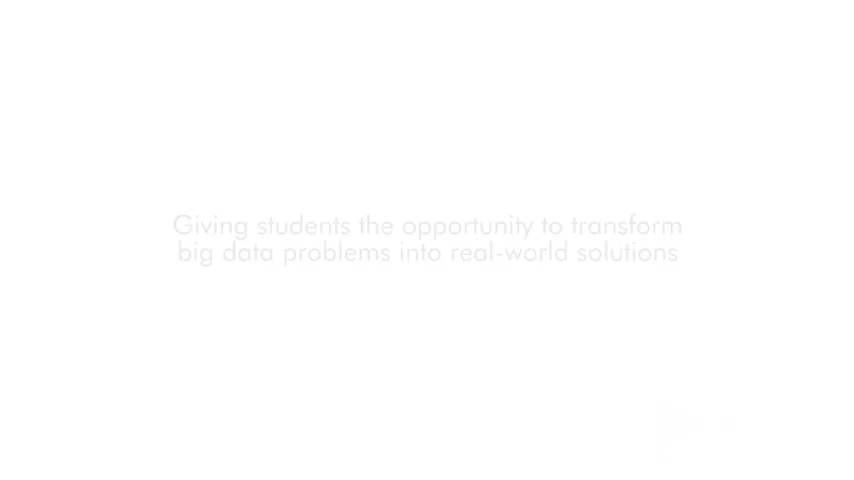 Giving students the opportunity to transform
big data problems into real-world solutions